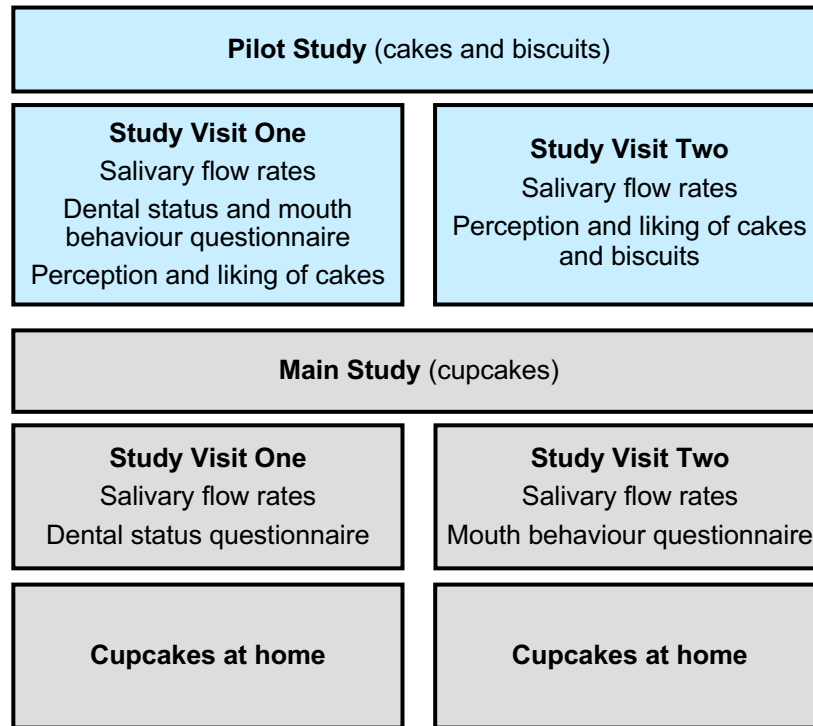 Pilot Study (cakes and biscuits)
Study Visit One
Salivary flow rates
Dental status and mouth
behaviour questionnaire
Perception and liking of cakes
Study Visit Two
Salivary flow rates
Perception and liking of cakes
and biscuits
Main Study (cupcakes)
Study Visit One
Salivary flow rates
Dental status questionnaire
Study Visit Two
Salivary flow rates
Mouth behaviour questionnaire
Cupcakes at home
Cupcakes at home